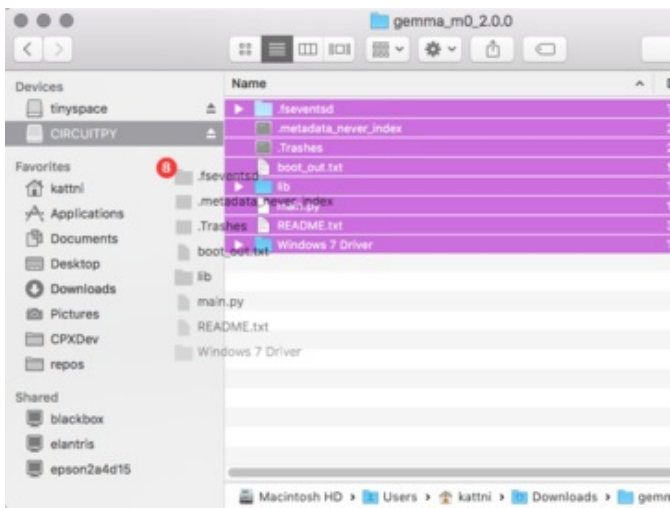 gemma_m0_2.0.0
Devices
tinyspace
CIRCUITPY
Favorites
kattni
Applications
Documents
Desktop
Downloads
Pictures
CPXDev
repos
Shared
blackbox
elantris
epson2a4d15
Name
.fseventsd
.metadata_never_index
.Trashes
boot_out.txt
lib
main.py
README.txt
Windows 7 Driver
8
.fseventsd
.metadata_never_index
.Trashes
boot_out.txt
lib
main.py
README.txt
Windows 7 Driver
Macintosh HD Users kattni Downloads gemm